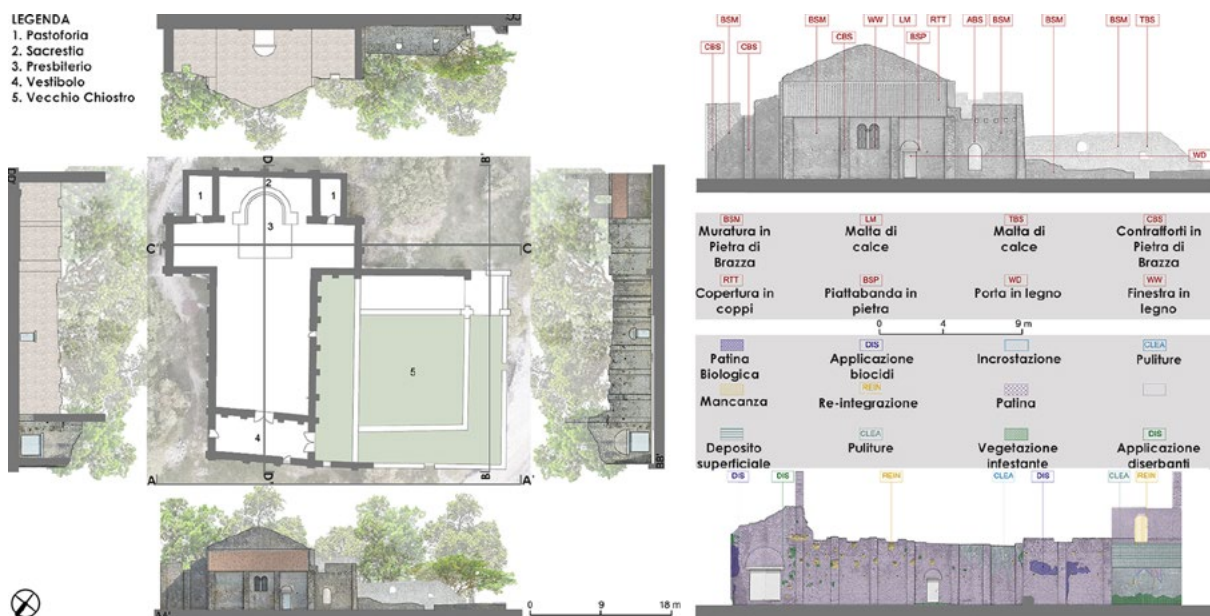 LEGENDA
1. Pastoforia
2. Sacrestia
3. Presbiterio
4. Vestibolo
5. Vecchio Chiostro
D
B'
1
2
1
3
C'
C
5
4
A
D'
B
A'
BB'
AA'
0 9 18 m
BSM BSM WW LM RTT ABS BSM BSM BSM TBS
CBS CBS CBS BSP
WD
BSM LM TBS CBS
Muratura in Pietra di Brazza
Malta di calce
Malta di calce
Contrafforti in Pietra di Brazza
RTT BSP WD WW
Copertura in coppi
Piattabanda in pietra
Porta in legno
Finestra in legno
0 4 9 m
Patina Biologica
DIS
Applicazione biocidi
Incrostazione
CLEA
Puliture
Mancanza
REIN
Re-integrazione
Patina
Deposito superficiale
CLEA
Puliture
Vegetazione infestante
DIS
Applicazione diserbanti
DIS DIS REIN CLEA DIS CLEA REIN